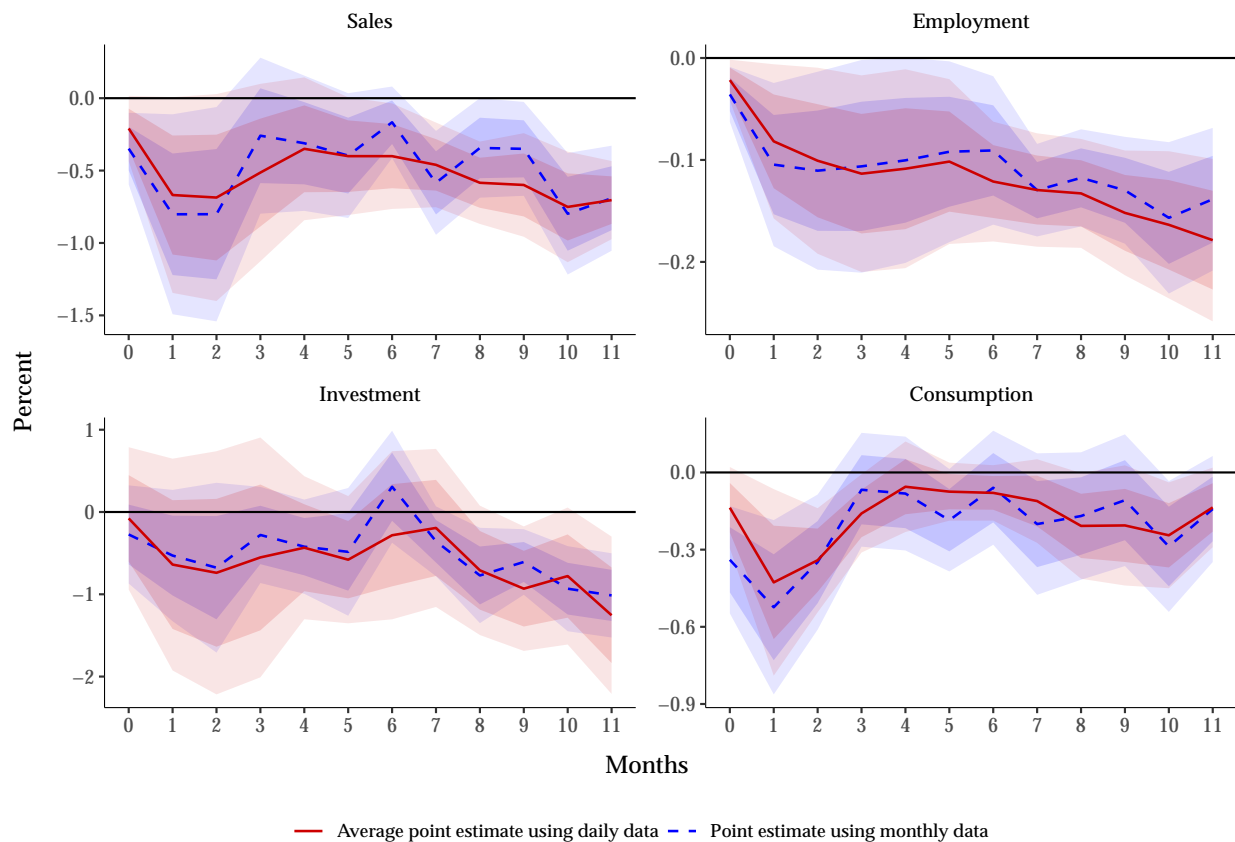 Sales
Employment
0.0
−0.5
−1.0
−1.5
0 1 2 3 4 5 6 7 8 9 10 11
0.0
−0.1
−0.2
0 1 2 3 4 5 6 7 8 9 10 11
Percent
Investment
Consumption
1
0
−1
−2
0 1 2 3 4 5 6 7 8 9 10 11
0.0
−0.3
−0.6
−0.9
0 1 2 3 4 5 6 7 8 9 10 11
Months
Average point estimate using daily data Point estimate using monthly data